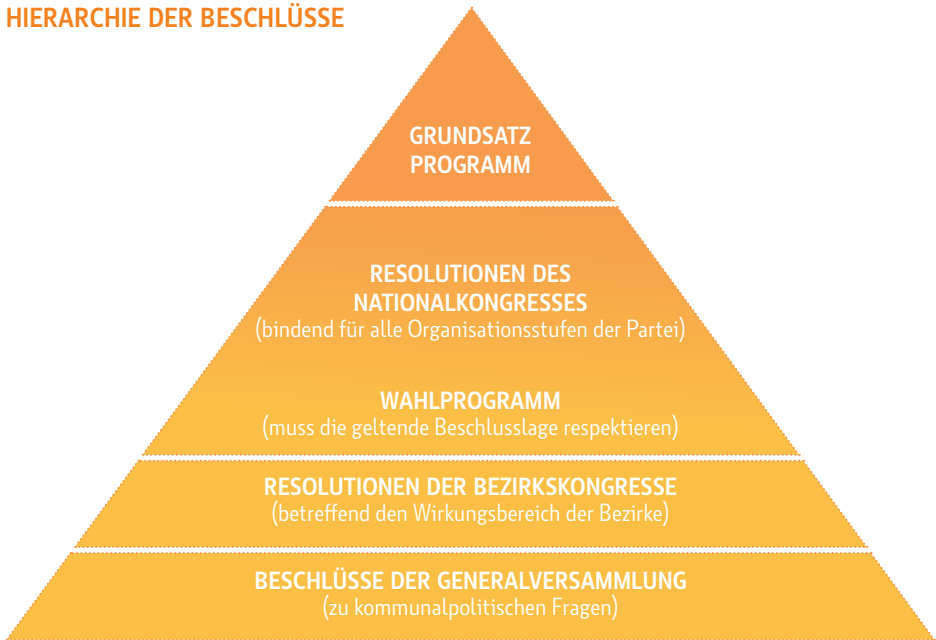 HIERARCHIE DER BESCHLÜSSE
GRUNDSATZ
PROGRAMM
RESOLUTIONEN DES
NATIONALKONGRESSES
(bindend für alle Organisationsstufen der Partei)
WAHLPROGRAMM
(muss die geltende Beschlusslage respektieren)
RESOLUTIONEN DER BEZIRKSKONGRESSE
(betreffend den Wirkungsbereich der Bezirke)
BESCHLÜSSE DER GENERALVERSAMMLUNG
(zu kommunalpolitischen Fragen)